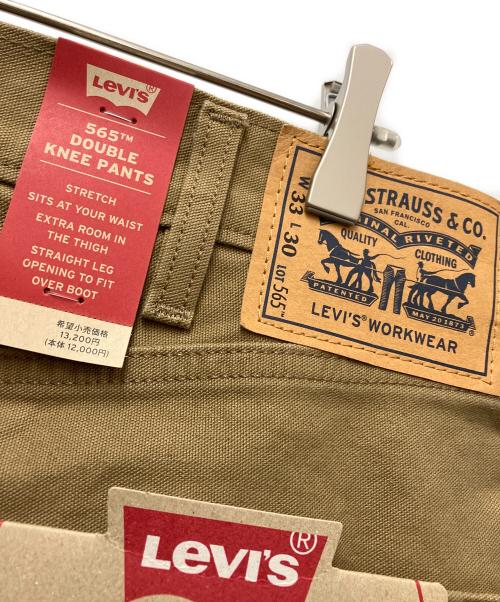 Levi's®
565™
DOUBLE
KNEE PANTS
STRETCH
SITS AT YOUR WAIST
EXTRA ROOM IN
THE THIGH
STRAIGHT LEG
OPENING TO FIT
OVER BOOT
希望小売価格
13,200円
(本体 12,000円)
STRAUSS & CO.
SAN FRANCISCO
CAL.
RIVETED
QUALITY CLOTHING
PATENTED
MAY 20 1873
LEVI'S® WORKWEAR
W 33 L 30 LOT 565™
Levi's®